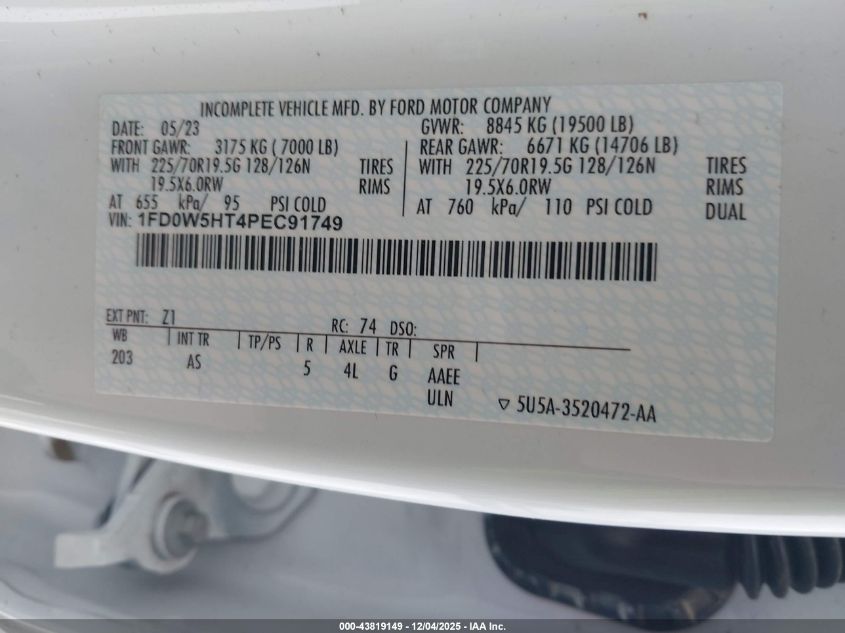 INCOMPLETE VEHICLE MFD. BY FORD MOTOR COMPANY
DATE: 05/23 GVWR: 8845 KG (19500 LB)
FRONT GAWR: 3175 KG ( 7000 LB) REAR GAWR: 6671 KG (14706 LB)
WITH 225/70R19.5G 128/126N TIRES WITH 225/70R19.5G 128/126N TIRES
19.5X6.0RW RIMS 19.5X6.0RW RIMS
AT 655 kPa/ 95 PSI COLD AT 760 kPa/ 110 PSI COLD DUAL
VIN: 1FD0W5HT4PEC91749
EXT PNT: Z1 RC: 74 DSO:
WB INT TR TP/PS R AXLE TR SPR
203 AS 5 4L G AAEE
ULN ▽ 5U5A-3520472-AA
000-43819149 - 12/04/2025 - IAA Inc.